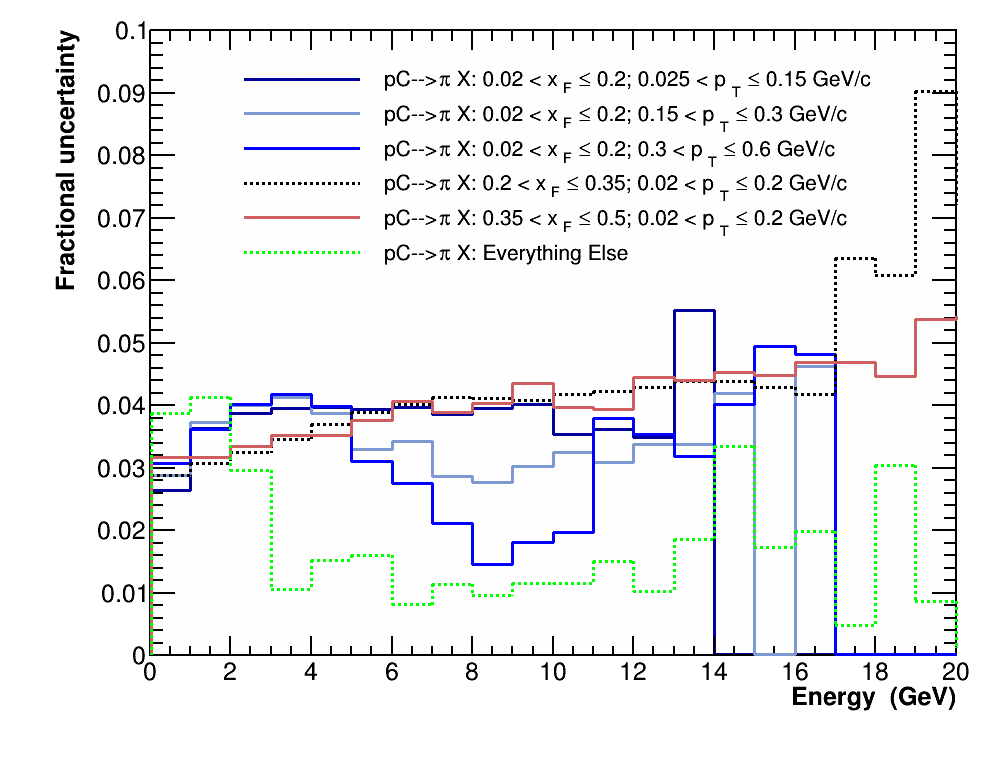 0.1
0.09
0.08
0.07
0.06
0.05
0.04
0.03
0.02
0.01
0
Fractional uncertainty
pC-->π X: 0.02 < x F ≤ 0.2; 0.025 < p T ≤ 0.15 GeV/c
pC-->π X: 0.02 < x F ≤ 0.2; 0.15 < p T ≤ 0.3 GeV/c
pC-->π X: 0.02 < x F ≤ 0.2; 0.3 < p T ≤ 0.6 GeV/c
pC-->π X: 0.2 < x F ≤ 0.35; 0.02 < p T ≤ 0.2 GeV/c
pC-->π X: 0.35 < x F ≤ 0.5; 0.02 < p T ≤ 0.2 GeV/c
pC-->π X: Everything Else
0 2 4 6 8 10 12 14 16 18 20
Energy (GeV)